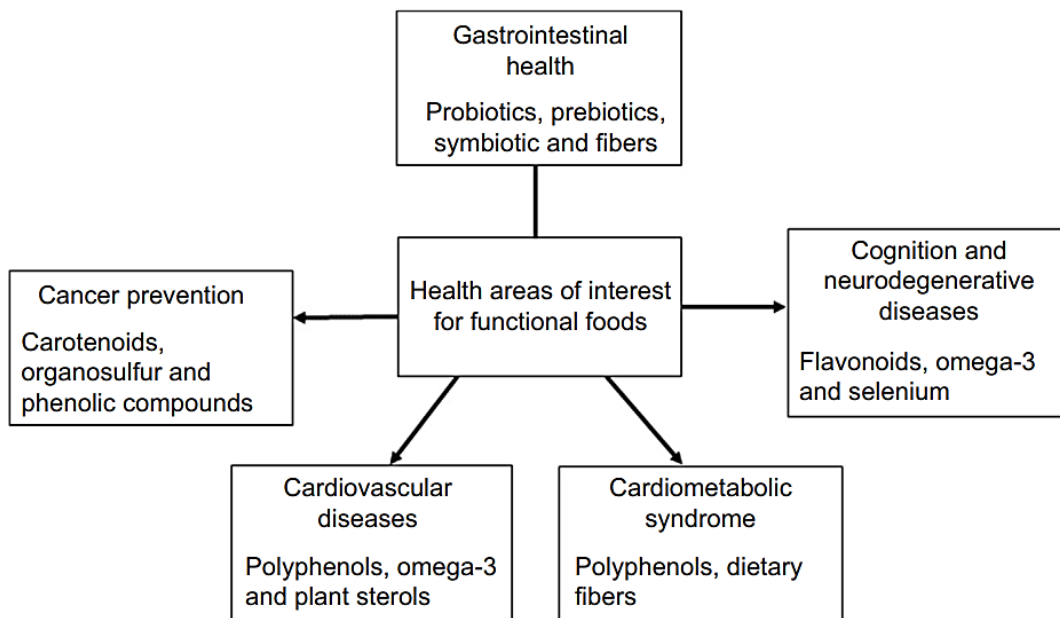 Gastrointestinal
health
Probiotics, prebiotics,
symbiotic and fibers
Health areas of interest
for functional foods
Cognition and
neurodegenerative
diseases
Flavonoids, omega-3
and selenium
Cancer prevention
Carotenoids,
organosulfur and
phenolic compounds
Cardiovascular
diseases
Polyphenols, omega-3
and plant sterols
Cardiometabolic
syndrome
Polyphenols, dietary
fibers